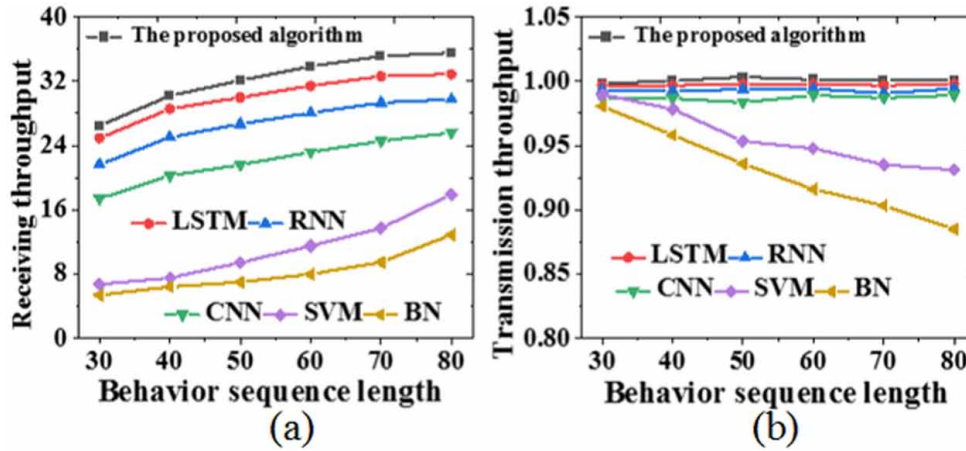 40
32
24
16
8
0
Receiving throughput
The proposed algorithm
LSTM RNN
CNN SVM BN
30 40 50 60 70 80
Behavior sequence length
(a)
1.05
1.00
0.95
0.90
0.85
0.80
Transmission throughput
The proposed algorithm
LSTM RNN
CNN SVM BN
30 40 50 60 70 80
Behavior sequence length
(b)